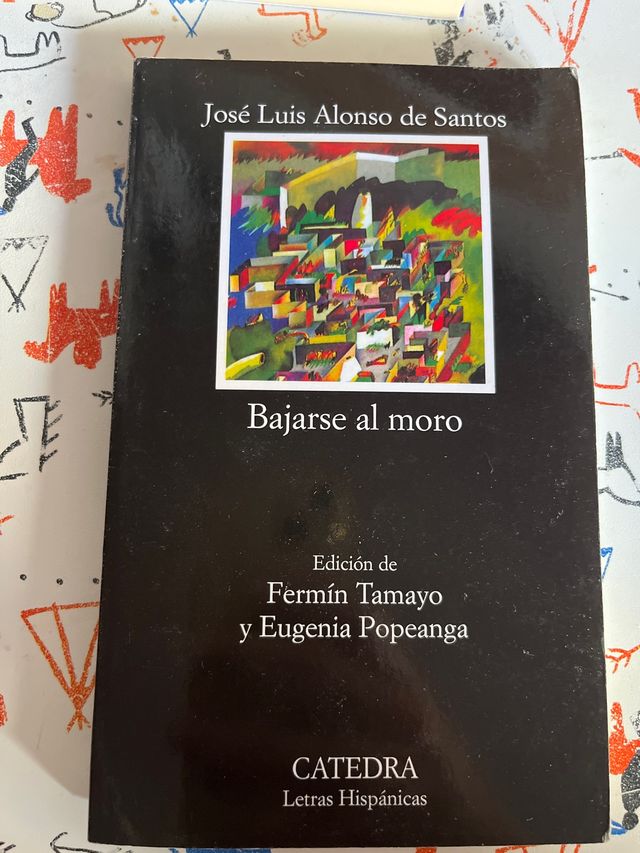 José Luis Alonso de Santos
Bajarse al moro
Edición de
Fermín Tamayo
y Eugenia Popeanga
CATEDRA
Letras Hispánicas